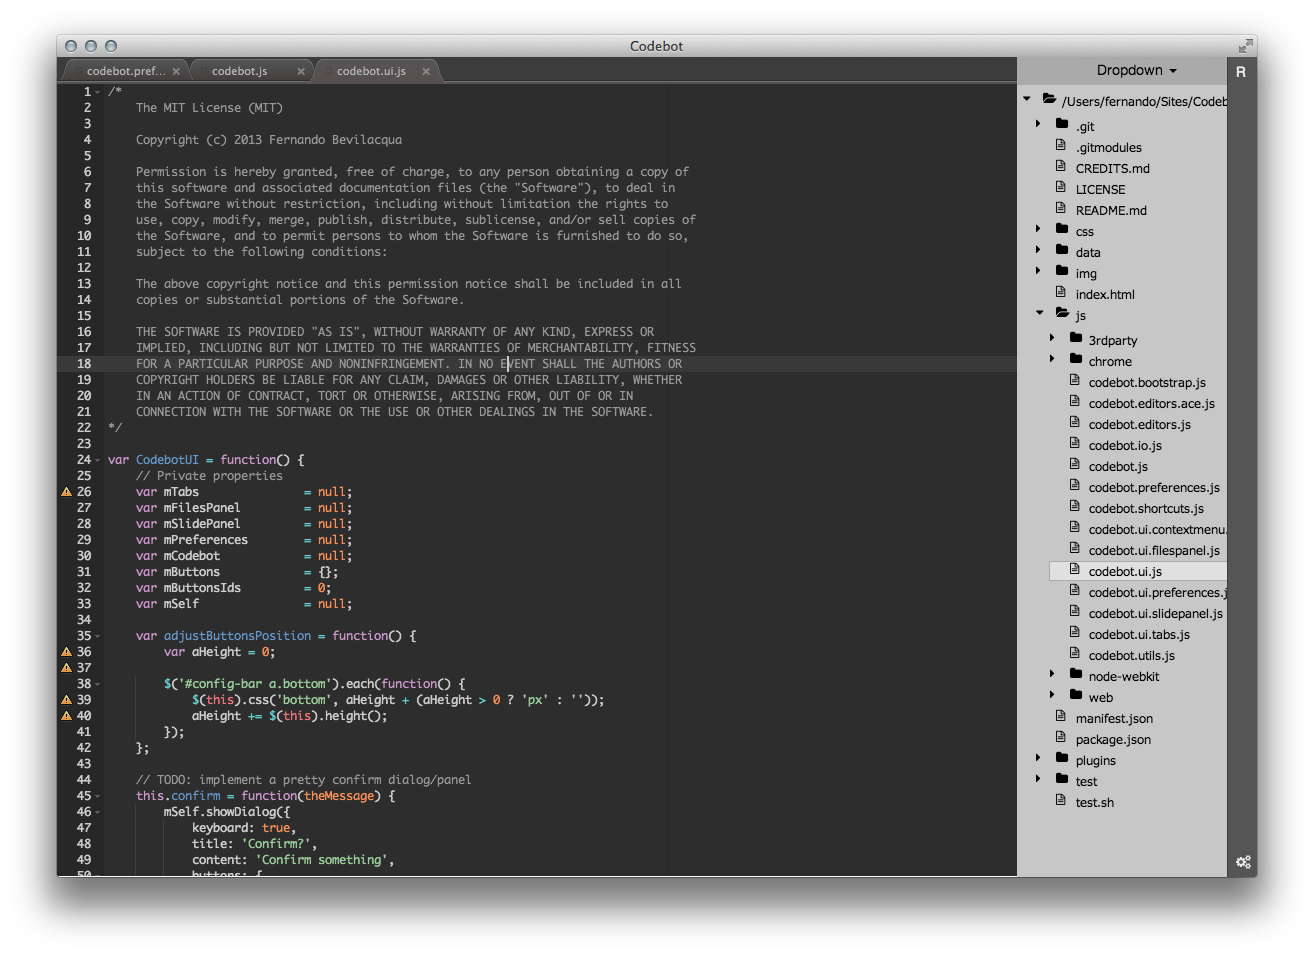 Codebot
codebot.pref... ×
codebot.js ×
codebot.ui.js ×
1 /*
2 The MIT License (MIT)
3
4 Copyright (c) 2013 Fernando Bevilacqua
5
6 Permission is hereby granted, free of charge, to any person obtaining a copy of
7 this software and associated documentation files (the "Software"), to deal in
8 the Software without restriction, including without limitation the rights to
9 use, copy, modify, merge, publish, distribute, sublicense, and/or sell copies of
10 the Software, and to permit persons to whom the Software is furnished to do so,
11 subject to the following conditions:
12
13 The above copyright notice and this permission notice shall be included in all
14 copies or substantial portions of the Software.
15
16 THE SOFTWARE IS PROVIDED "AS IS", WITHOUT WARRANTY OF ANY KIND, EXPRESS OR
17 IMPLIED, INCLUDING BUT NOT LIMITED TO THE WARRANTIES OF MERCHANTABILITY, FITNESS
18 FOR A PARTICULAR PURPOSE AND NONINFRINGEMENT. IN NO EVENT SHALL THE AUTHORS OR
19 COPYRIGHT HOLDERS BE LIABLE FOR ANY CLAIM, DAMAGES OR OTHER LIABILITY, WHETHER
20 IN AN ACTION OF CONTRACT, TORT OR OTHERWISE, ARISING FROM, OUT OF OR IN
21 CONNECTION WITH THE SOFTWARE OR THE USE OR OTHER DEALINGS IN THE SOFTWARE.
22 */
23
24 var CodebotUI = function() {
25 // Private properties
26 var mTabs = null;
27 var mFilesPanel = null;
28 var mSlidePanel = null;
29 var mPreferences = null;
30 var mCodebot = null;
31 var mButtons = {};
32 var mButtonsIds = 0;
33 var mSelf = null;
34
35 var adjustButtonsPosition = function() {
36 var aHeight = 0;
37
38 $('#config-bar a.bottom').each(function() {
39 $(this).css('bottom', aHeight + (aHeight > 0 ? 'px' : ''));
40 aHeight += $(this).height();
41 });
42 };
43
44 // TODO: implement a pretty confirm dialog/panel
45 this.confirm = function(theMessage) {
46 mSelf.showDialog({
47 keyboard: true,
48 title: 'Confirm?',
49 content: 'Confirm something',
50 buttons: {
Dropdown
R
/Users/fernando/Sites/Codeb
.git
.gitmodules
CREDITS.md
LICENSE
README.md
css
data
img
index.html
js
3rdparty
chrome
codebot.bootstrap.js
codebot.editors.ace.js
codebot.editors.js
codebot.io.js
codebot.js
codebot.preferences.js
codebot.shortcuts.js
codebot.ui.contextmenu.
codebot.ui.filespanel.js
codebot.ui.js
codebot.ui.preferences.j
codebot.ui.slidepanel.js
codebot.ui.tabs.js
codebot.utils.js
node-webkit
web
manifest.json
package.json
plugins
test
test.sh